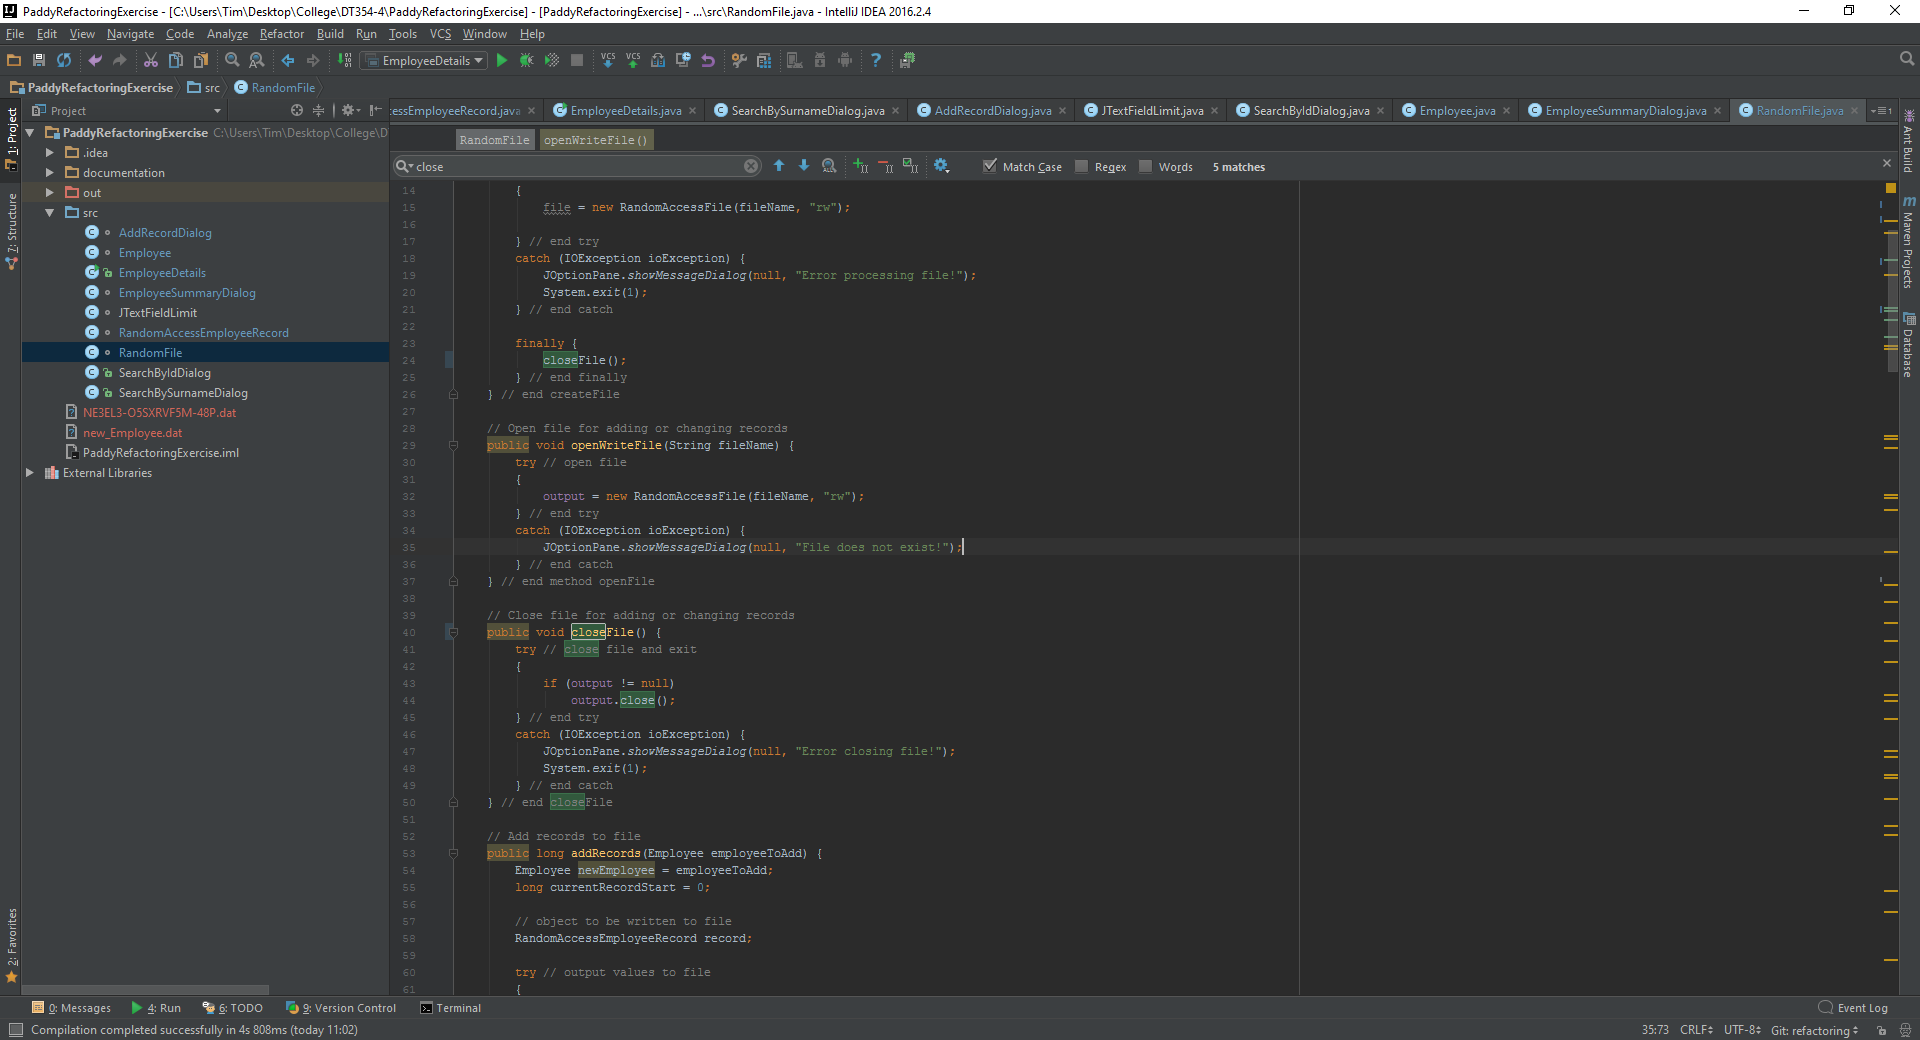 PaddyRefactoringExercise - [C:\Users\Tim\Desktop\College\DT354-4\PaddyRefactoringExercise] - [PaddyRefactoringExercise] - ...\src\RandomFile.java - IntelliJ IDEA 2016.2.4
File Edit View Navigate Code Analyze Refactor Build Run Tools VCS Window Help
EmployeeDetails
PaddyRefactoringExercise src RandomFile
Project
cessEmployeeRecord.java EmployeeDetails.java SearchBySurnameDialog.java AddRecordDialog.java JTextFieldLimit.java SearchByIdDialog.java Employee.java EmployeeSummaryDialog.java RandomFile.java
1: Project
7: Structure
2: Favorites
PaddyRefactoringExercise C:\Users\Tim\Desktop\College\D
.idea
documentation
out
src
AddRecordDialog
Employee
EmployeeDetails
EmployeeSummaryDialog
JTextFieldLimit
RandomAccessEmployeeRecord
RandomFile
SearchByIdDialog
SearchBySurnameDialog
NE3EL3-O5SXRVF5M-48P.dat
new_Employee.dat
PaddyRefactoringExercise.iml
External Libraries
RandomFile openWriteFile()
close Match Case Regex Words 5 matches
14 {
15 file = new RandomAccessFile(fileName, "rw");
16
17 } // end try
18 catch (IOException ioException) {
19 JOptionPane.showMessageDialog(null, "Error processing file!");
20 System.exit(1);
21 } // end catch
22
23 finally {
24 closeFile();
25 } // end finally
26 } // end createFile
27
28 // Open file for adding or changing records
29 public void openWriteFile(String fileName) {
30 try // open file
31 {
32 output = new RandomAccessFile(fileName, "rw");
33 } // end try
34 catch (IOException ioException) {
35 JOptionPane.showMessageDialog(null, "File does not exist!");
36 } // end catch
37 } // end method openFile
38
39 // Close file for adding or changing records
40 public void closeFile() {
41 try // close file and exit
42 {
43 if (output != null)
44 output.close();
45 } // end try
46 catch (IOException ioException) {
47 JOptionPane.showMessageDialog(null, "Error closing file!");
48 System.exit(1);
49 } // end catch
50 } // end closeFile
51
52 // Add records to file
53 public long addRecords(Employee employeeToAdd) {
54 Employee newEmployee = employeeToAdd;
55 long currentRecordStart = 0;
56
57 // object to be written to file
58 RandomAccessEmployeeRecord record;
59
60 try // output values to file
61 {
Ant Build
Maven Projects
Database
0: Messages 4: Run 6: TODO 9: Version Control Terminal Event Log
Compilation completed successfully in 4s 808ms (today 11:02) 35:73 CRLF UTF-8 Git: refactoring